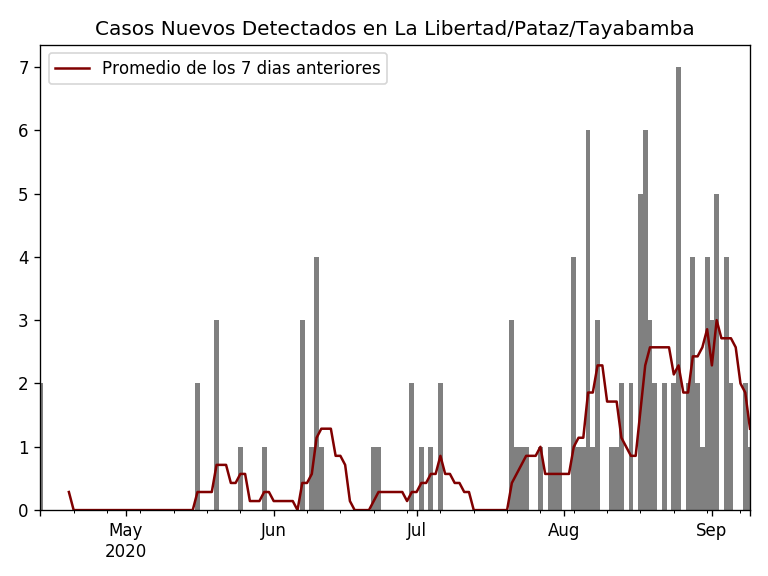 Casos Nuevos Detectados en La Libertad/Pataz/Tayabamba
Promedio de los 7 dias anteriores
7
6
5
4
3
2
1
0
May
2020
Jun
Jul
Aug
Sep